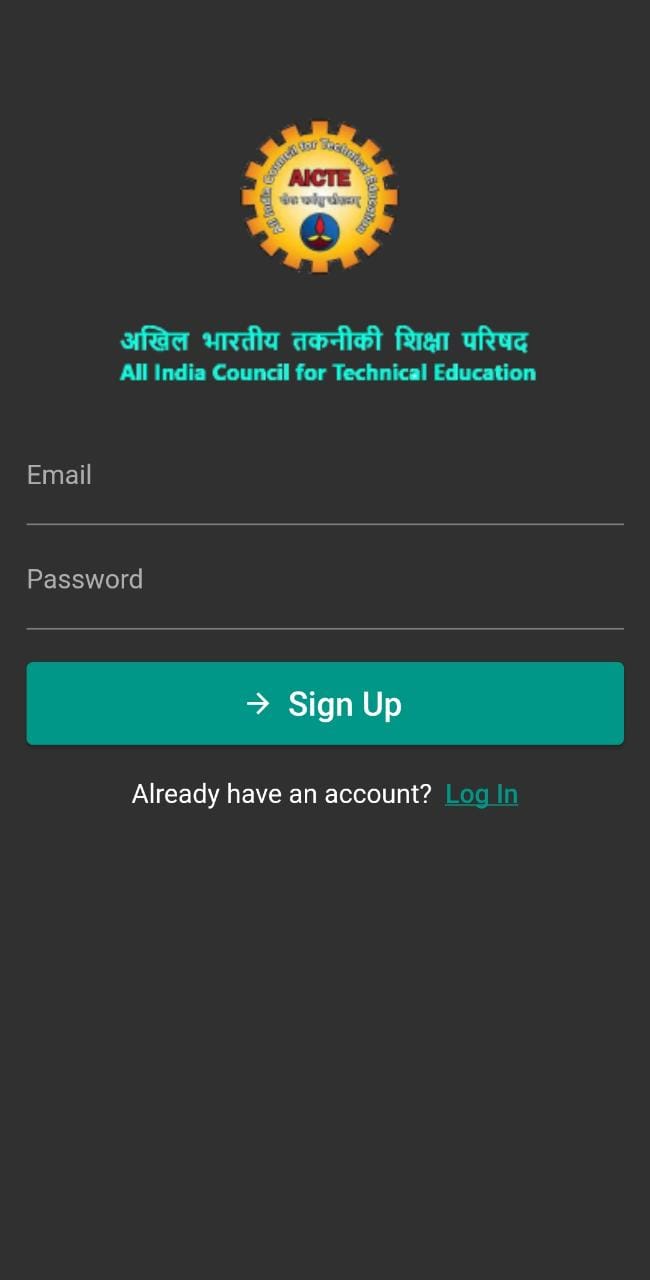 All India Council for Technical Education
AICTE
अखिल भारतीय तकनीकी शिक्षा परिषद
All India Council for Technical Education
Email
Password
→ Sign Up
Already have an account? Log In